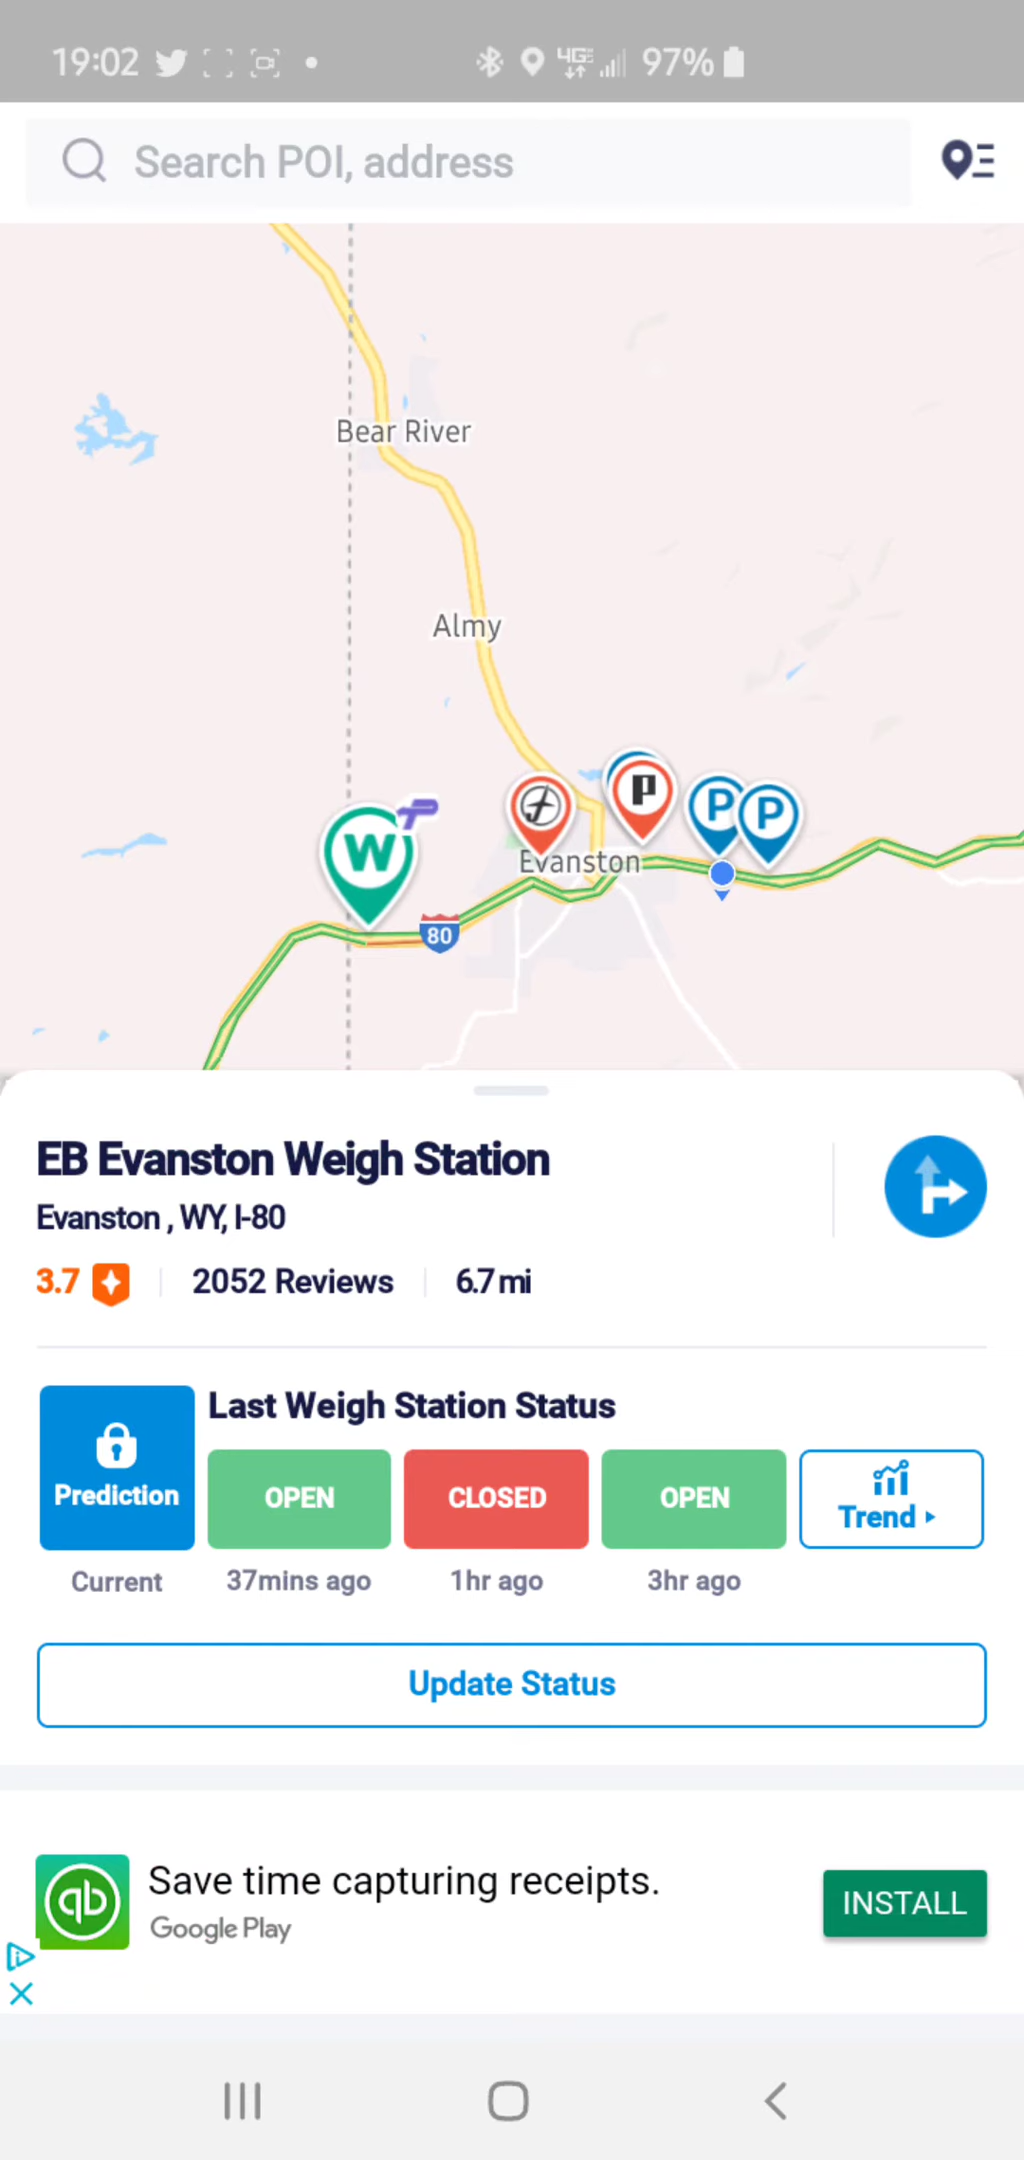 19:02 4GE 97%
Search POI, address
Bear River
Almy
W
P
P P
Evanston
80
EB Evanston Weigh Station
Evanston , WY, I-80
3.7 2052 Reviews 6.7 mi
Last Weigh Station Status
Prediction OPEN CLOSED OPEN Trend
Current 37mins ago 1hr ago 3hr ago
Update Status
qb Save time capturing receipts.
Google Play
INSTALL